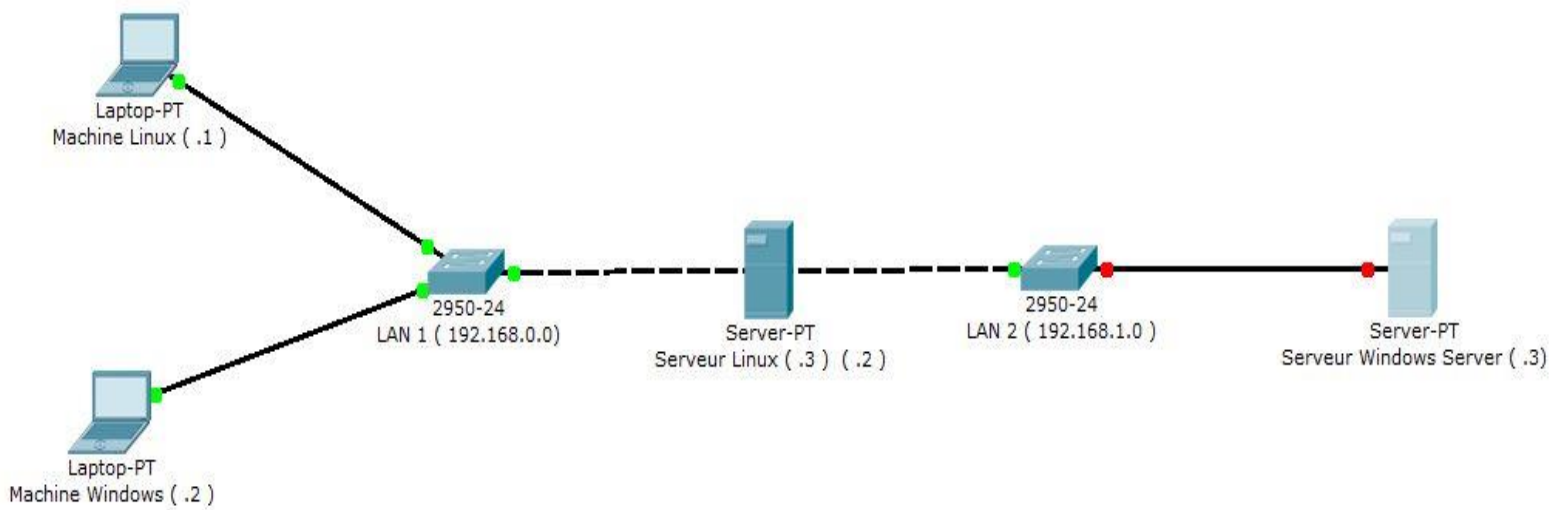 Laptop-PT
Machine Linux ( .1 )
2950-24
LAN 1 ( 192.168.0.0)
Server-PT
Serveur Linux ( .3 )  ( .2 )
2950-24
LAN 2 ( 192.168.1.0 )
Server-PT
Serveur Windows Server ( .3)
Laptop-PT
Machine Windows ( .2 )